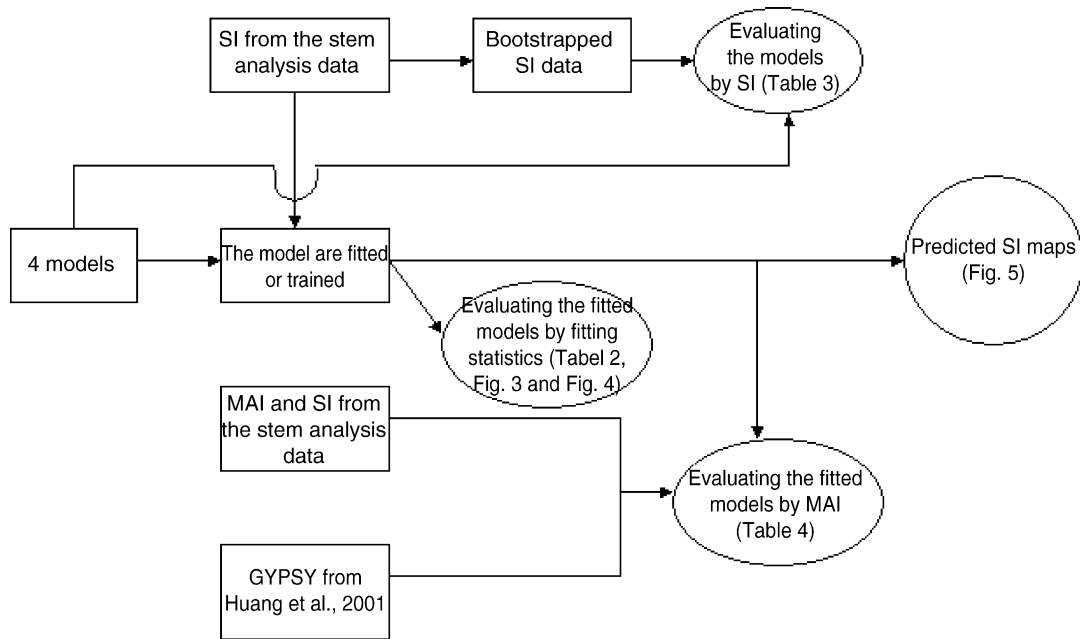 SI from the stem
analysis data
Bootstrapped
SI data
Evaluating
the models
by SI (Table 3)
4 models
The model are fitted
or trained
Predicted SI maps
(Fig. 5)
Evaluating the fitted
models by fitting
statistics (Tabel 2,
Fig. 3 and Fig. 4)
MAI and SI from
the stem analysis
data
Evaluating the fitted
models by MAI
(Table 4)
GYPSY from
Huang et al., 2001